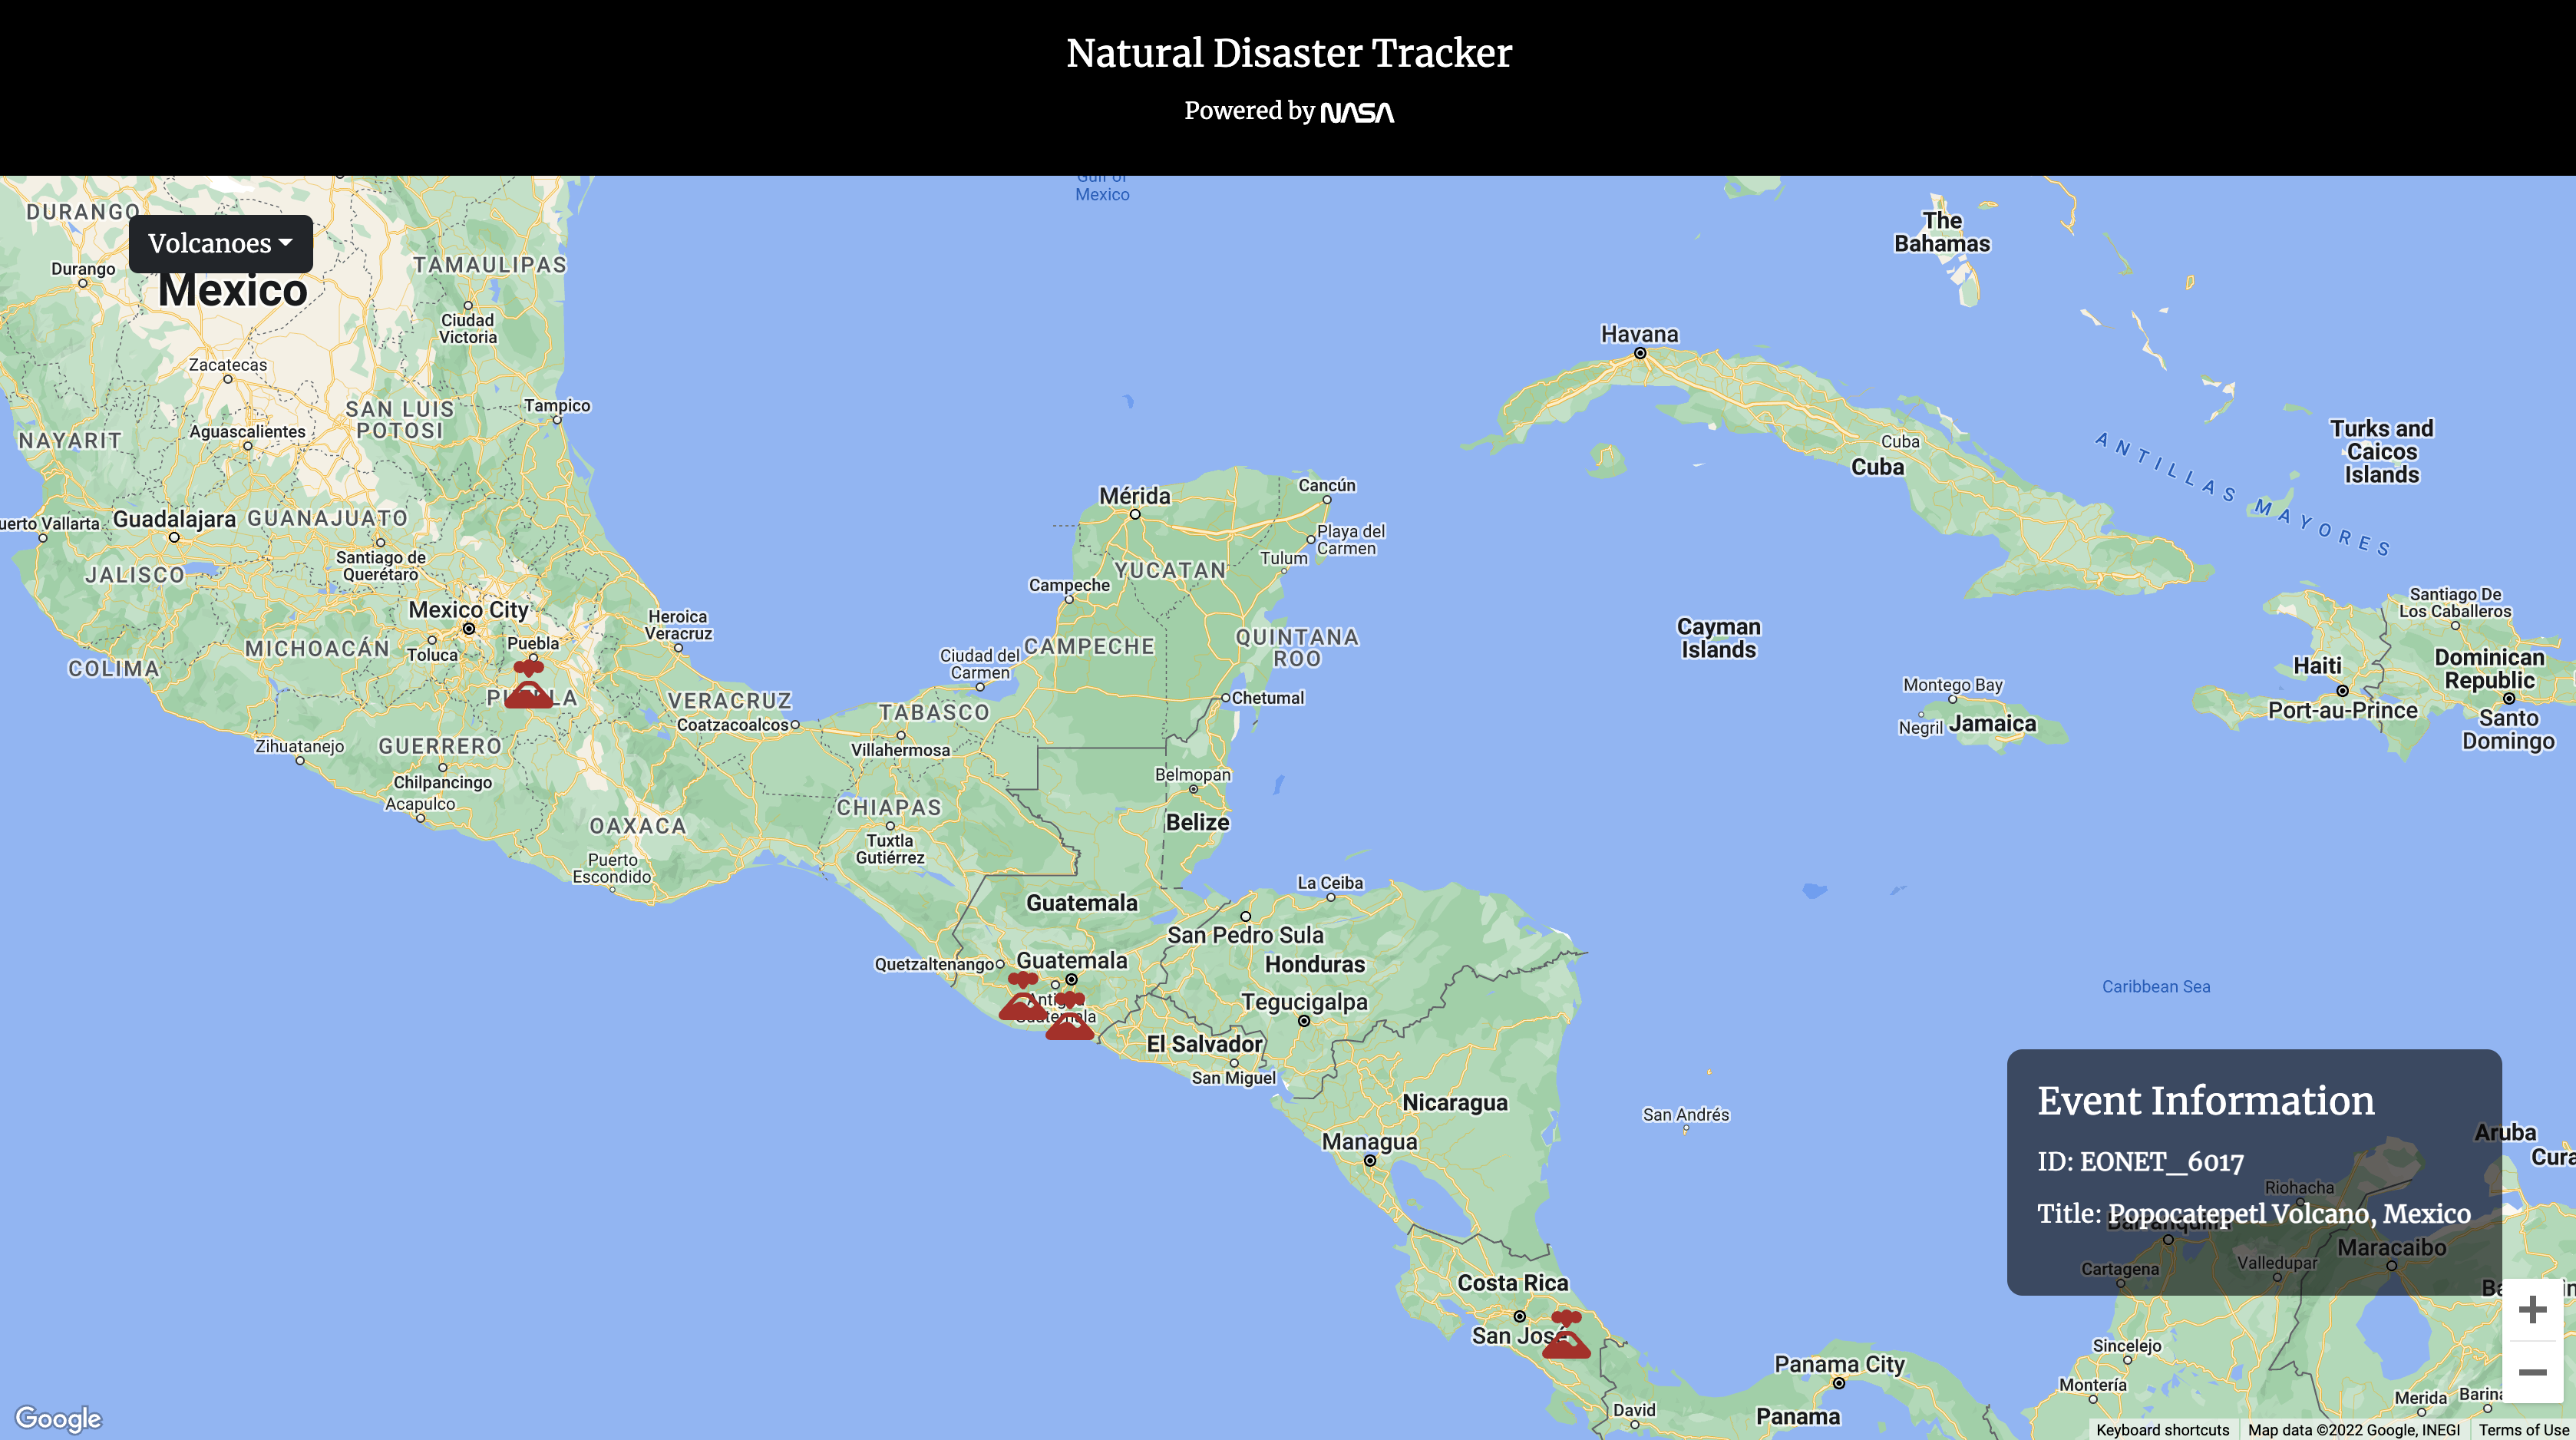 Natural Disaster Tracker
Powered by NASA
Gulf of
Mexico
DURANGO
Volcanoes
Durango
Mexico
TAMAULIPAS
Ciudad
Victoria
The
Bahamas
Zacatecas
Havana
SAN LUIS
POTOSI
Tampico
NAYARIT
Aguascalientes
Cuba
Cuba
Turks and
Caicos
Islands
ANTILLAS MAYORES
Mérida
Cancún
Playa del
Carmen
Tulum
uerto Vallarta
Guadalajara
GUANAJUATO
Santiago de
Querétaro
JALISCO
YUCATAN
Campeche
Mexico City
Heroica
Veracruz
Puebla
Toluca
MICHOACÁN
COLIMA
CAMPECHE
QUINTANA
ROO
Cayman
Islands
Santiago De
Los Caballeros
Ciudad del
Carmen
Haiti
Dominican
Republic
Montego Bay
Chetumal
VERACRUZ
Coatzacoalcos
TABASCO
Negril
Jamaica
Port-au-Prince
Santo
Domingo
Zihuatanejo
GUERRERO
Villahermosa
Chilpancingo
Belmopan
Acapulco
CHIAPAS
OAXACA
Belize
Tuxtla
Gutiérrez
Puerto
Escondido
La Ceiba
Guatemala
San Pedro Sula
Quetzaltenango
Guatemala
Honduras
Caribbean Sea
Tegucigalpa
El Salvador
San Miguel
Nicaragua
San Andrés
Managua
Event Information
ID: EONET_6017
Title: Popocatepetl Volcano, Mexico
Aruba
Cura
Riohacha
Maracaibo
Valledupar
Cartagena
Costa Rica
San José
Sincelejo
Panama City
Montería
Merida
Barina
David
Panama
Google
Keyboard shortcuts
Map data ©2022 Google, INEGI
Terms of Use